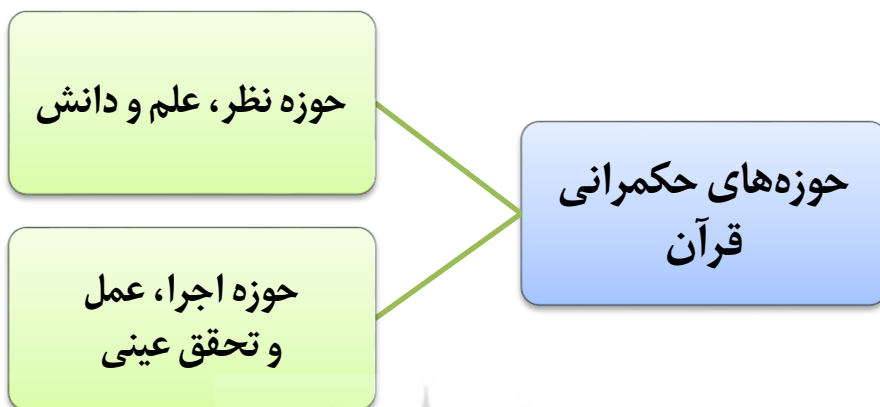 حوزه‌های حکمرانی
قرآن
حوزه نظر، علم و دانش
حوزه اجرا، عمل
و تحقق عینی